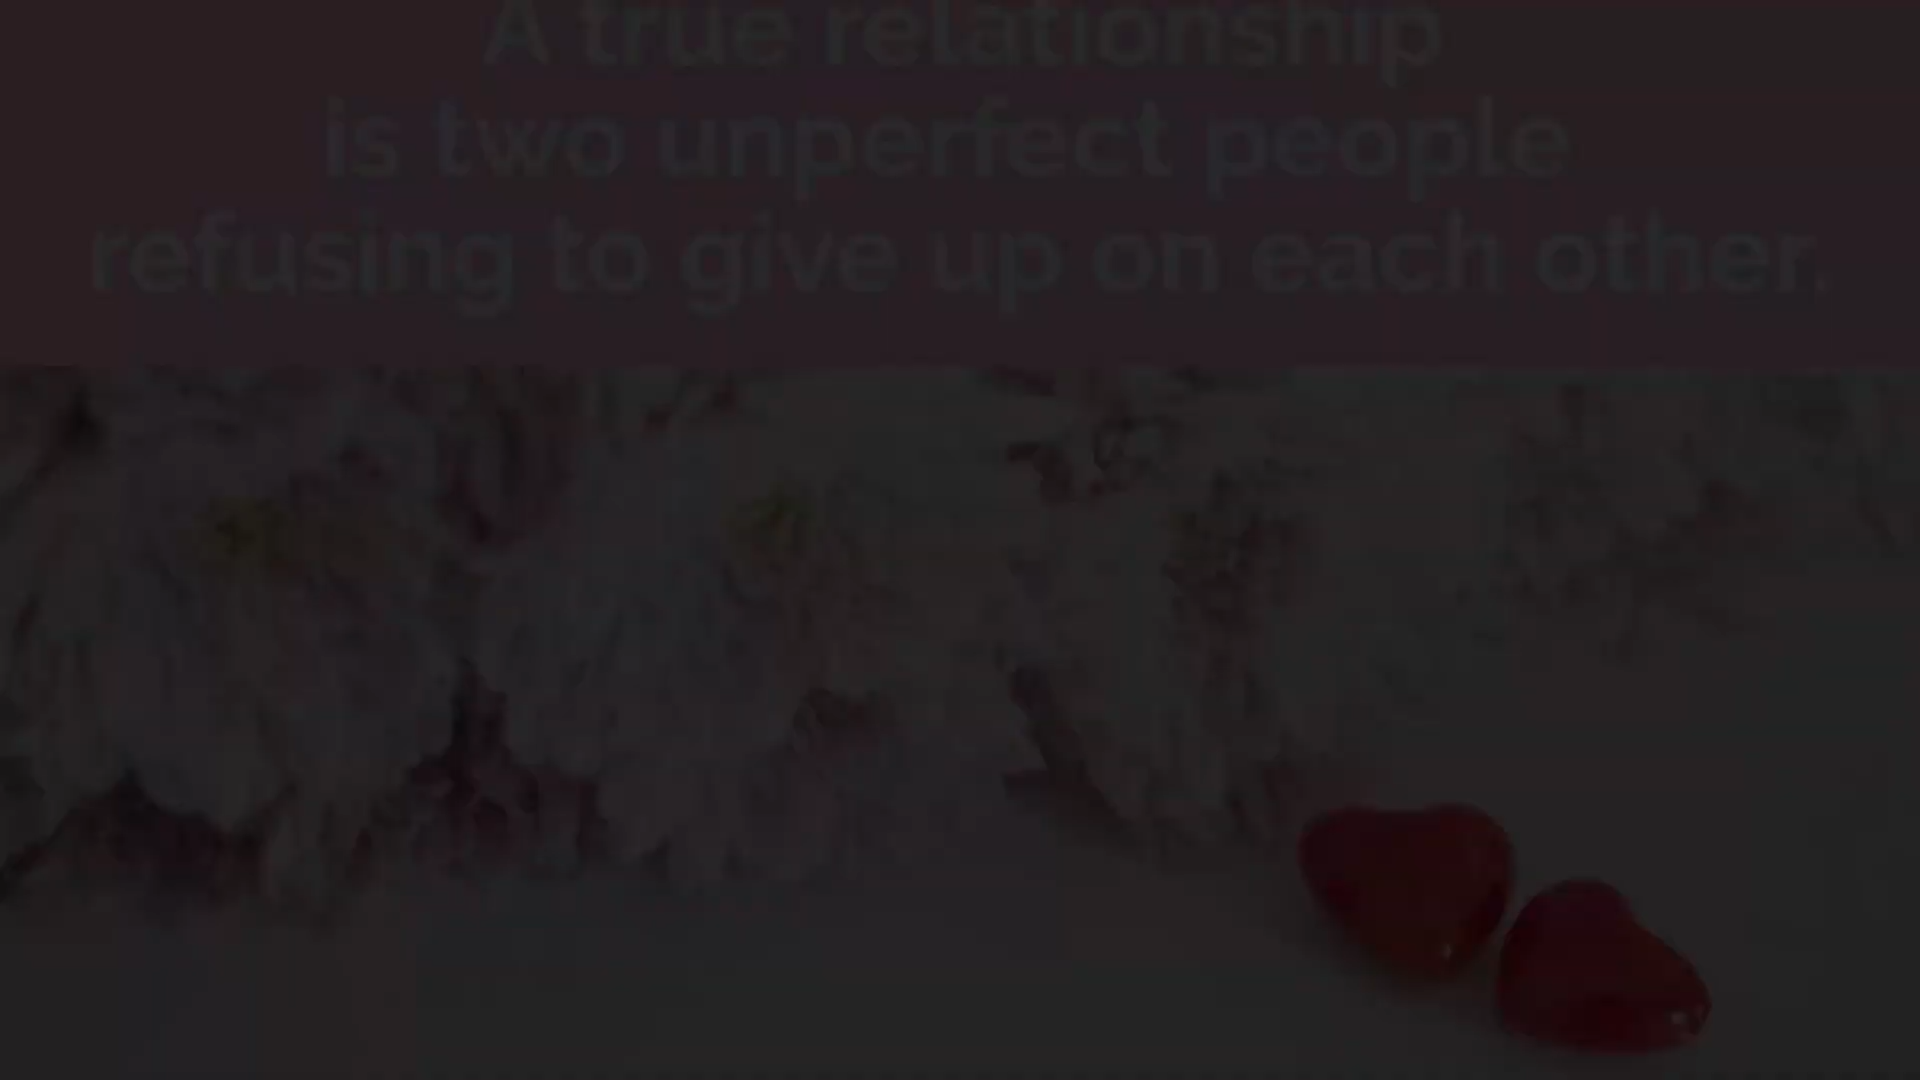 A true relationship
is two unperfect people
refusing to give up on each other.